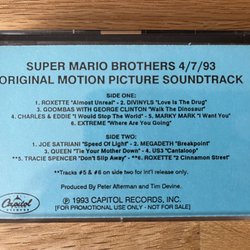 SUPER MARIO BROTHERS 4/7/93
ORIGINAL MOTION PICTURE SOUNDTRACK
SIDE ONE:
1. ROXETTE "Almost Unreal" - 2. DIVINYLS "Love Is The Drug"
3. GOOMBAS WITH GEORGE CLINTON "Walk The Dinosaur"
4. CHARLES & EDDIE "I Would Stop The World" - 5. MARKY MARK "I Want You"
6. EXTREME "Where Are You Going"
SIDE TWO:
1. JOE SATRIANI "Speed Of Light" - 2. MEGADETH "Breakpoint"
3. QUEEN "Tie Your Mother Down" - 4. US3 "Cantaloop"
**5. TRACIE SPENCER "Don't Slip Away" - **6. ROXETTE "2 Cinnamon Street"
**Tracks #5 & #6 on side two for int'l release only.
Produced by Peter Afterman and Tim Devine.
Capitol
℗ 1993 CAPITOL RECORDS, INC.
[FOR PROMOTIONAL USE ONLY - NOT FOR SALE]